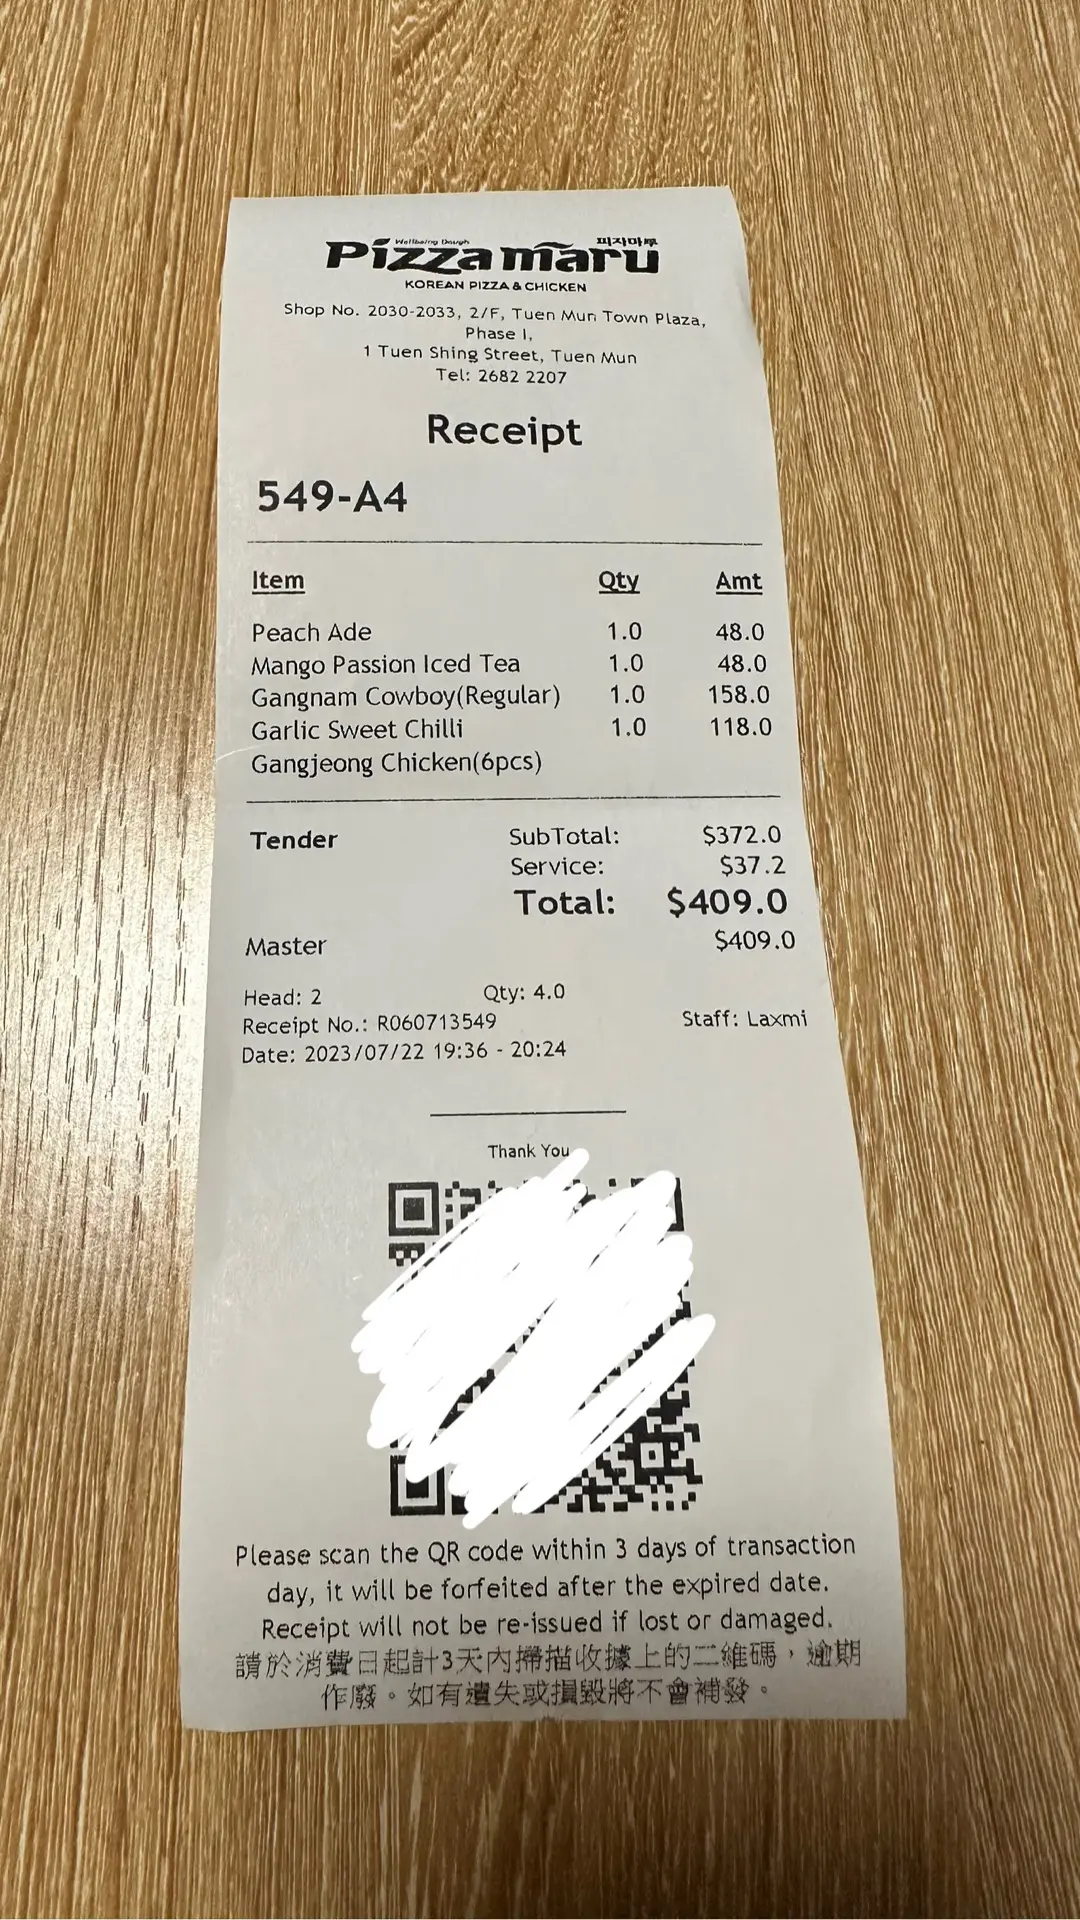 Wellbeing Dough 피자마루
Pizza maru
KOREAN PIZZA & CHICKEN
Shop No. 2030-2033, 2/F, Tuen Mun Town Plaza,
Phase I,
1 Tuen Shing Street, Tuen Mun
Tel: 2682 2207
Receipt
549-A4
Item Qty Amt
Peach Ade 1.0 48.0
Mango Passion Iced Tea 1.0 48.0
Gangnam Cowboy(Regular) 1.0 158.0
Garlic Sweet Chilli 1.0 118.0
Gangjeong Chicken(6pcs)
Tender SubTotal: $372.0
Service: $37.2
Total: $409.0
Master $409.0
Head: 2 Qty: 4.0
Receipt No.: R060713549 Staff: Laxmi
Date: 2023/07/22 19:36 - 20:24
Thank You
Please scan the QR code within 3 days of transaction
day, it will be forfeited after the expired date.
Receipt will not be re-issued if lost or damaged.
請於消費日起計3天內掃描收據上的二維碼，逾期
作廢。如有遺失或損毀將不會補發。